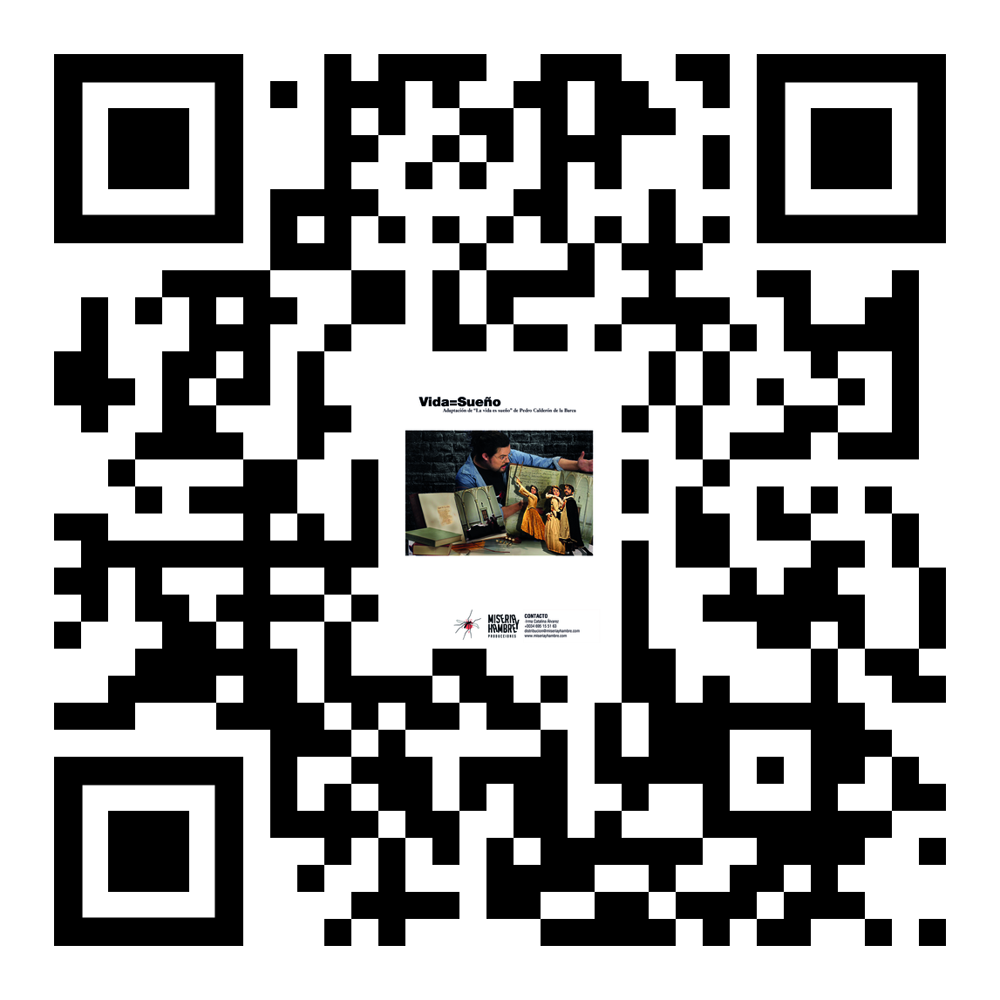 Vida=Sueño
Adaptación de "La vida es sueño" de Pedro Calderón de la Barca
MISERIA Y
HAMBRE
PRODUCCIONES
CONTACTO
Irma Catalina Álvarez
+0034 695 15 51 63
distribucion@miseriayhambre.com
www.miseriayhambre.com